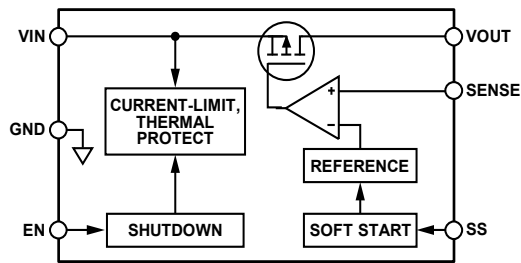 VIN
VOUT
SENSE
CURRENT-LIMIT,
THERMAL
PROTECT
+
−
GND
REFERENCE
EN
SHUTDOWN
SOFT START
SS